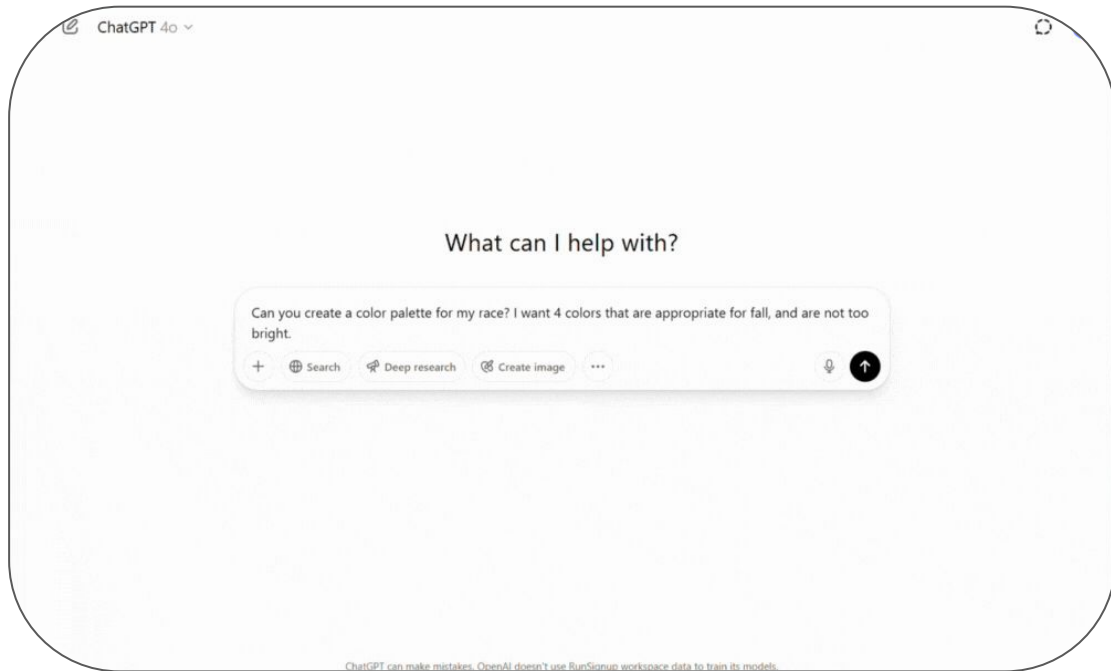 ChatGPT 4o
What can I help with?
Can you create a color palette for my race? I want 4 colors that are appropriate for fall, and are not too
bright.
Search Deep research Create image
ChatGPT can make mistakes. OpenAI doesn't use RunSignup workspace data to train its models.